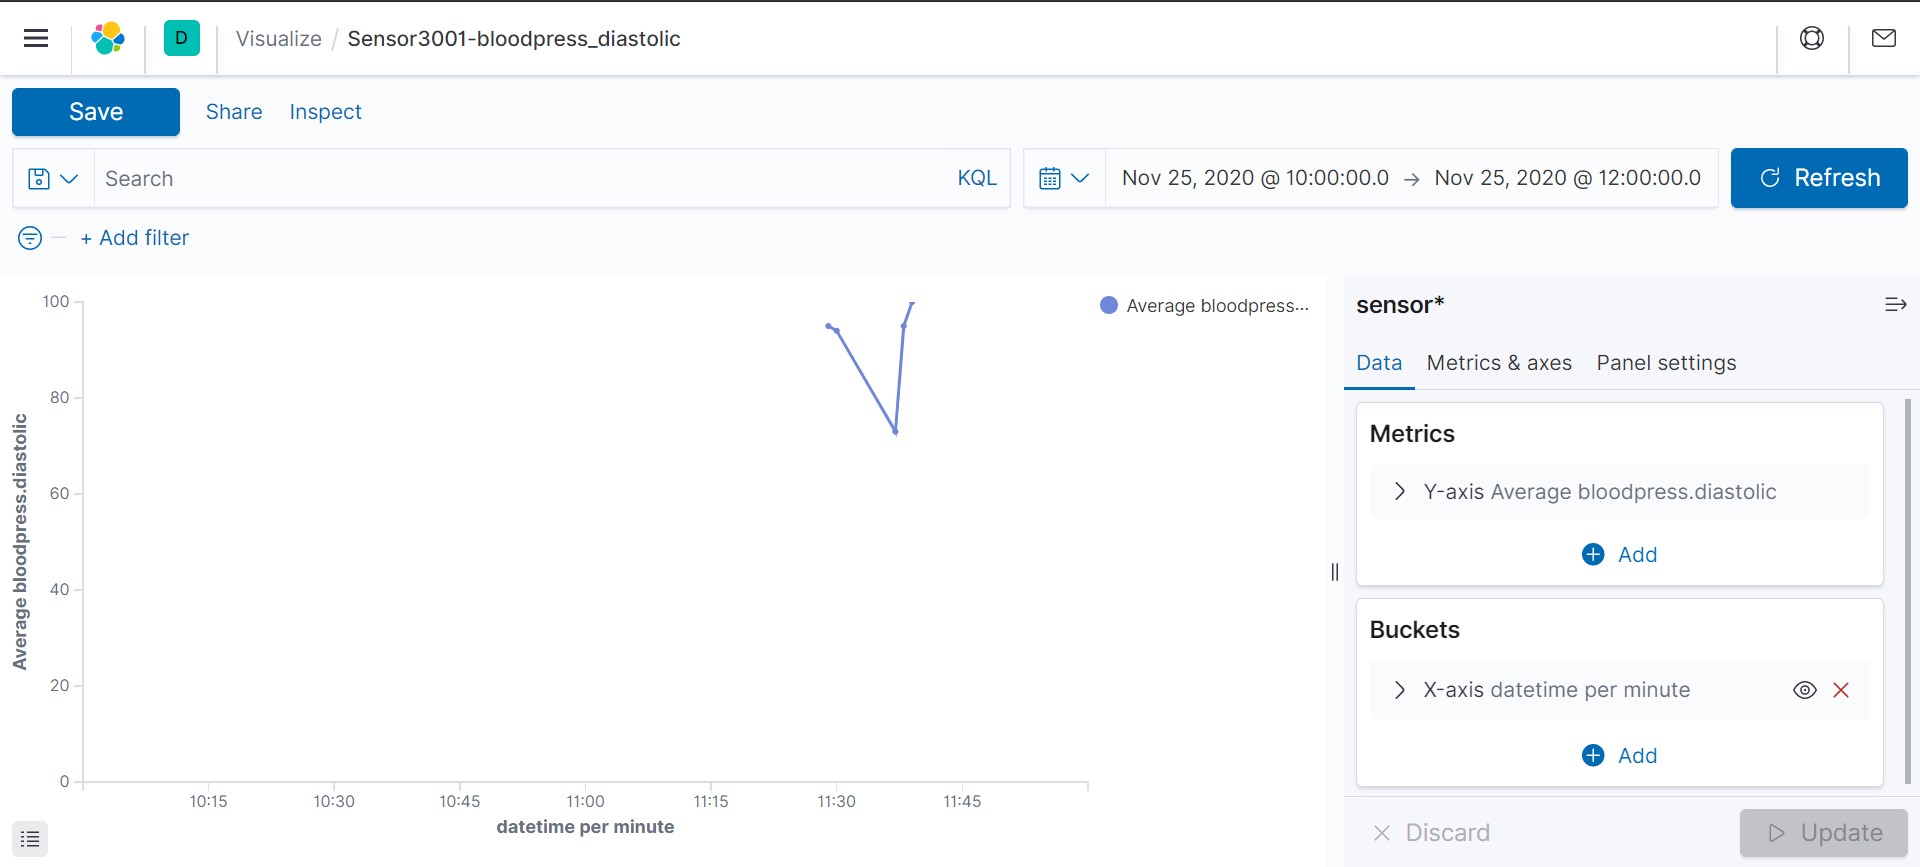 D Visualize / Sensor3001-bloodpress_diastolic
Save Share Inspect
Search KQL Nov 25, 2020 @ 10:00:00.0 → Nov 25, 2020 @ 12:00:00.0 Refresh
+ Add filter
Average bloodpress.diastolic
100
80
60
40
20
0
10:15 10:30 10:45 11:00 11:15 11:30 11:45
datetime per minute
Average bloodpress...
sensor*
Data Metrics & axes Panel settings
Metrics
Y-axis Average bloodpress.diastolic
Add
Buckets
X-axis datetime per minute
Add
Discard Update